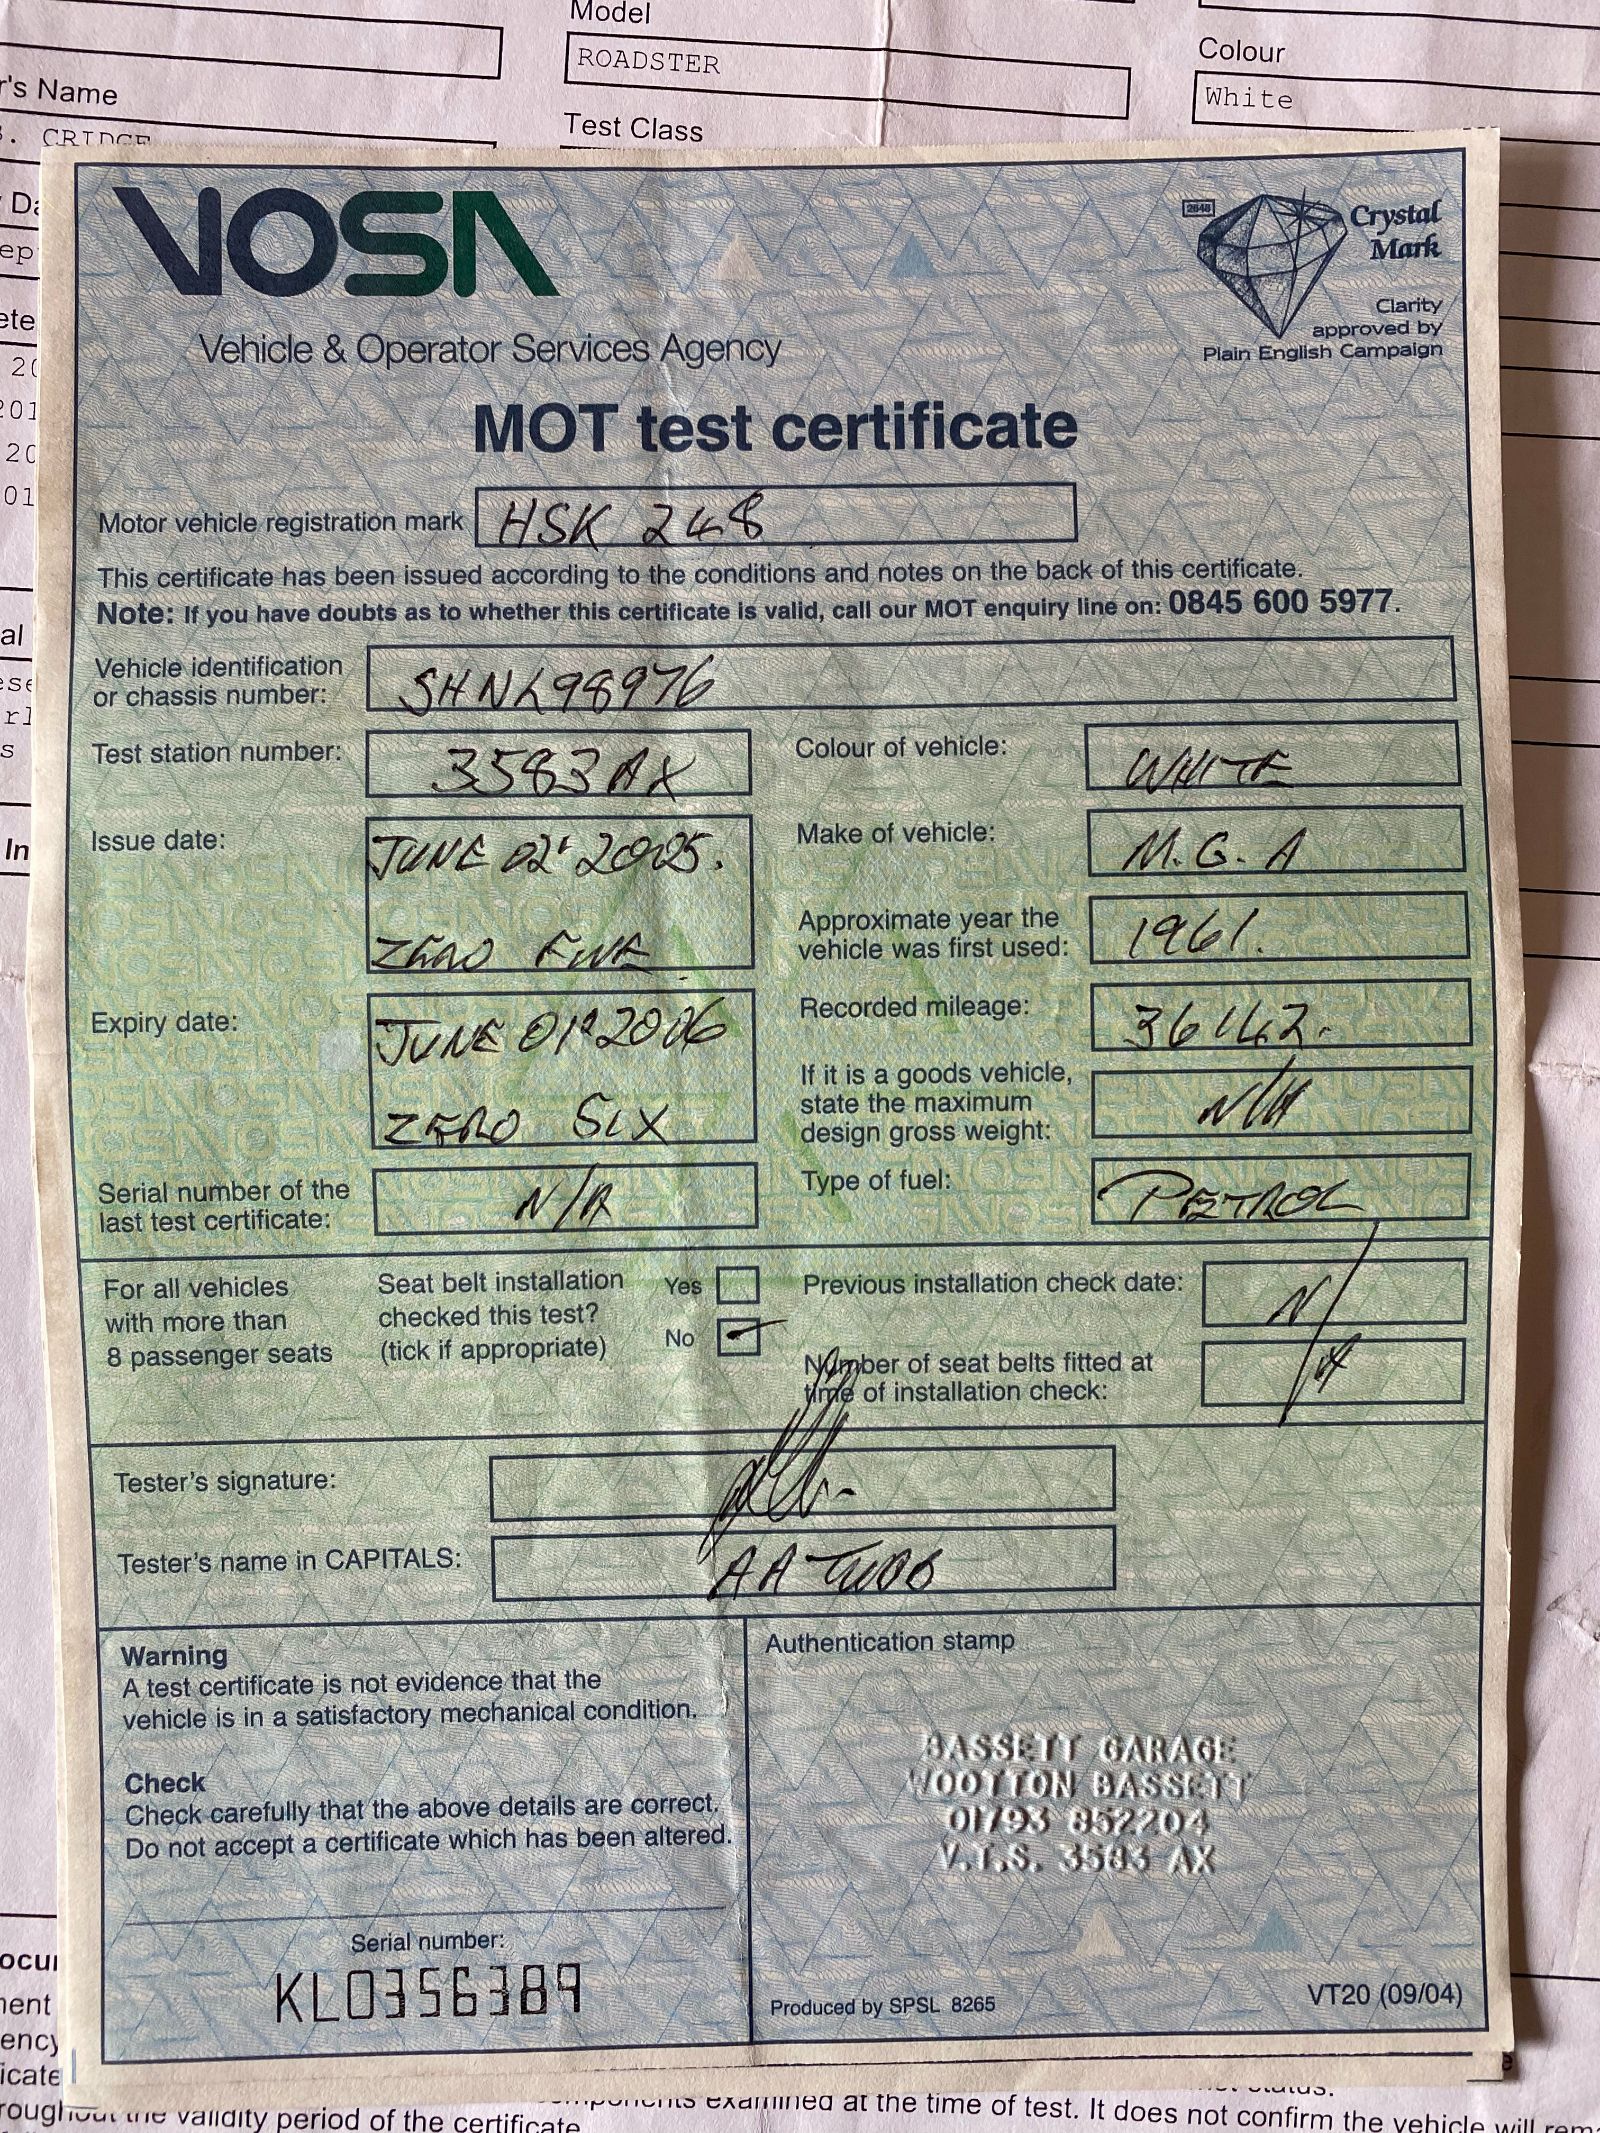 Model
ROADSTER
Colour
White
r's Name
CRIDGE
Test Class
VOSA
Vehicle & Operator Services Agency
2848
Crystal
Mark
Clarity
approved by
Plain English Campaign
MOT test certificate
Motor vehicle registration mark HSK 248
This certificate has been issued according to the conditions and notes on the back of this certificate.
Note: If you have doubts as to whether this certificate is valid, call our MOT enquiry line on: 0845 600 5977.
Vehicle identification
or chassis number: SHNL98976
Test station number: 3583AX
Colour of vehicle: WHITE
Issue date: JUNE 02' 2005.
ZERO FIVE
Make of vehicle: M.G.A
Approximate year the
vehicle was first used: 1961.
Expiry date: JUNE 01 2006
ZERO SIX
Recorded mileage: 36142.
If it is a goods vehicle,
state the maximum
design gross weight: N/A
Serial number of the
last test certificate: N/A
Type of fuel: PETROL
For all vehicles
with more than
8 passenger seats
Seat belt installation
checked this test?
(tick if appropriate)
Yes
No
Previous installation check date: N/
Number of seat belts fitted at
time of installation check: A
Tester's signature:
Tester's name in CAPITALS: AA
Warning
A test certificate is not evidence that the
vehicle is in a satisfactory mechanical condition.
Check
Check carefully that the above details are correct.
Do not accept a certificate which has been altered.
Serial number:
KL0356389
Authentication stamp
BASSETT GARAGE
WOOTTON BASSETT
01793 852204
V.T.S. 3583 AX
Produced by SPSL 8265
VT20 (09/04)
components examined at the time of test. It does not confirm the vehicle will
roughout the validity period of the certificate